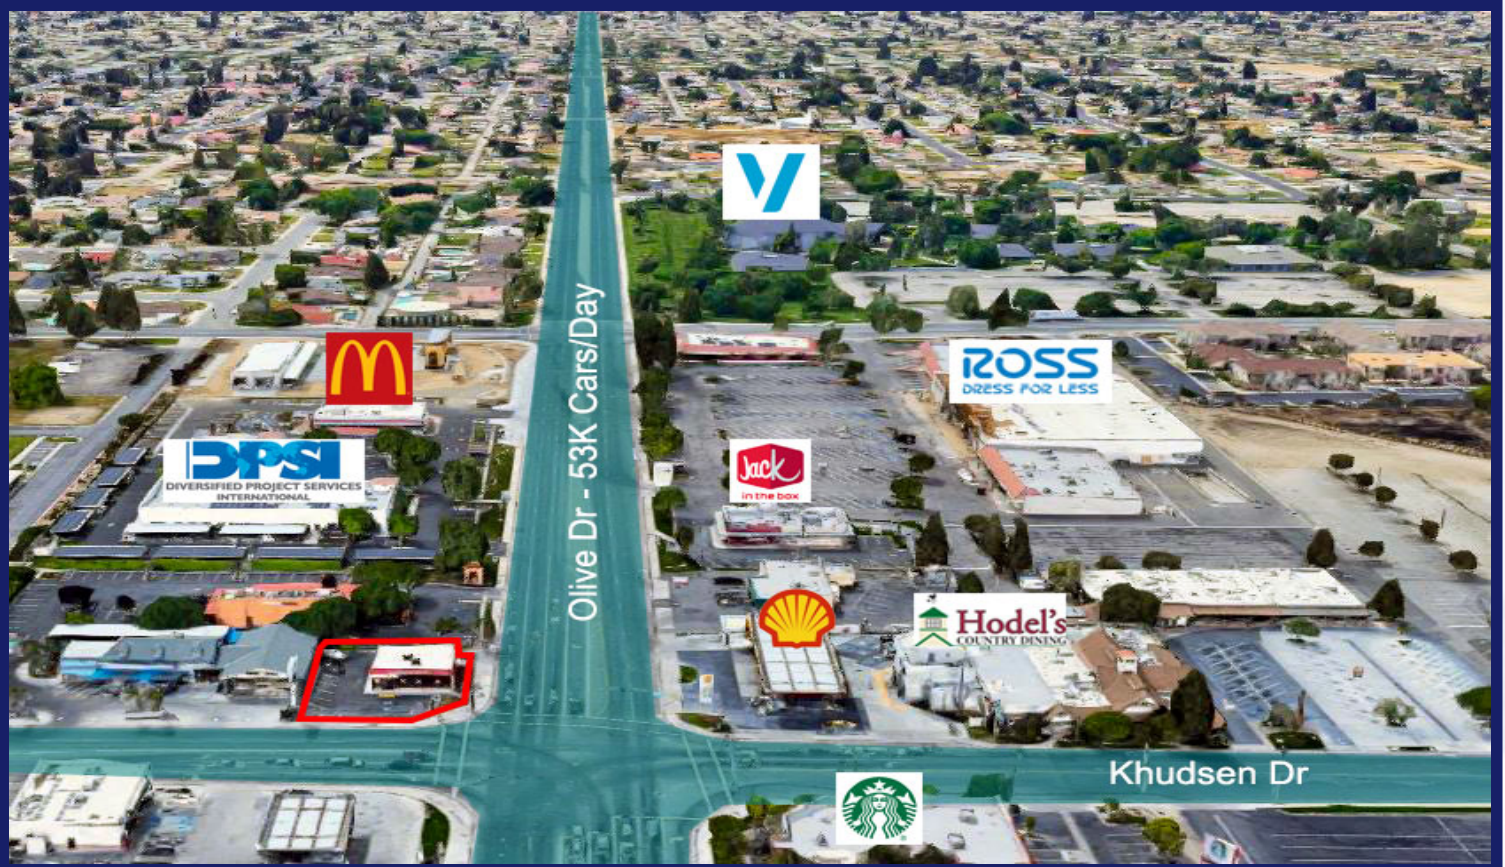 ROSS
DRESS FOR LESS
DPSI
DIVERSIFIED PROJECT SERVICES
INTERNATIONAL
Olive Dr - 53K Cars/Day
Jack
in the box
Hodel's
COUNTRY DINING
Khudsen Dr